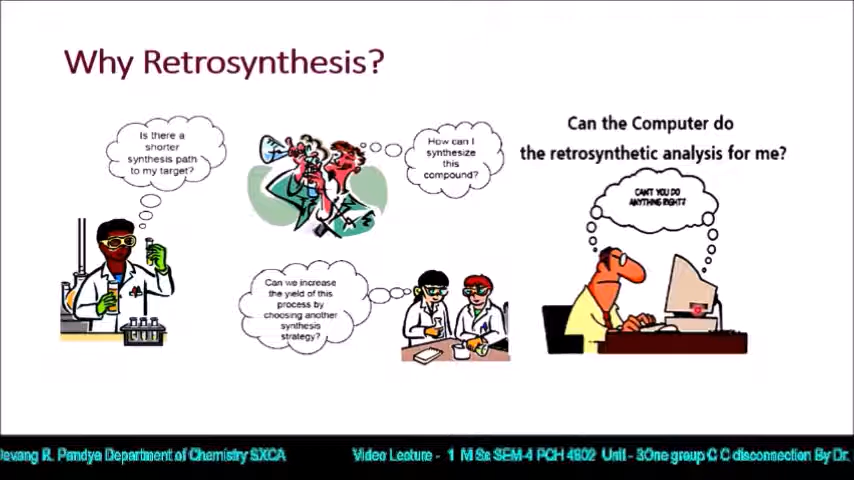 Why Retrosynthesis?
Is there a
shorter
synthesis path
to my target?
How can I
synthesize
this
compound?
Can the Computer do
the retrosynthetic analysis for me?
CAN'T YOU DO
ANYTHING RIGHT?
Can we increase
the yield of this
process by
choosing another
synthesis
strategy?
Devang R. Pandya Department of Chemistry SXCA
Video Lecture - 1 M Sc SEM-4 PCH 4802 Unit - 3One group C C disconnection By Dr.